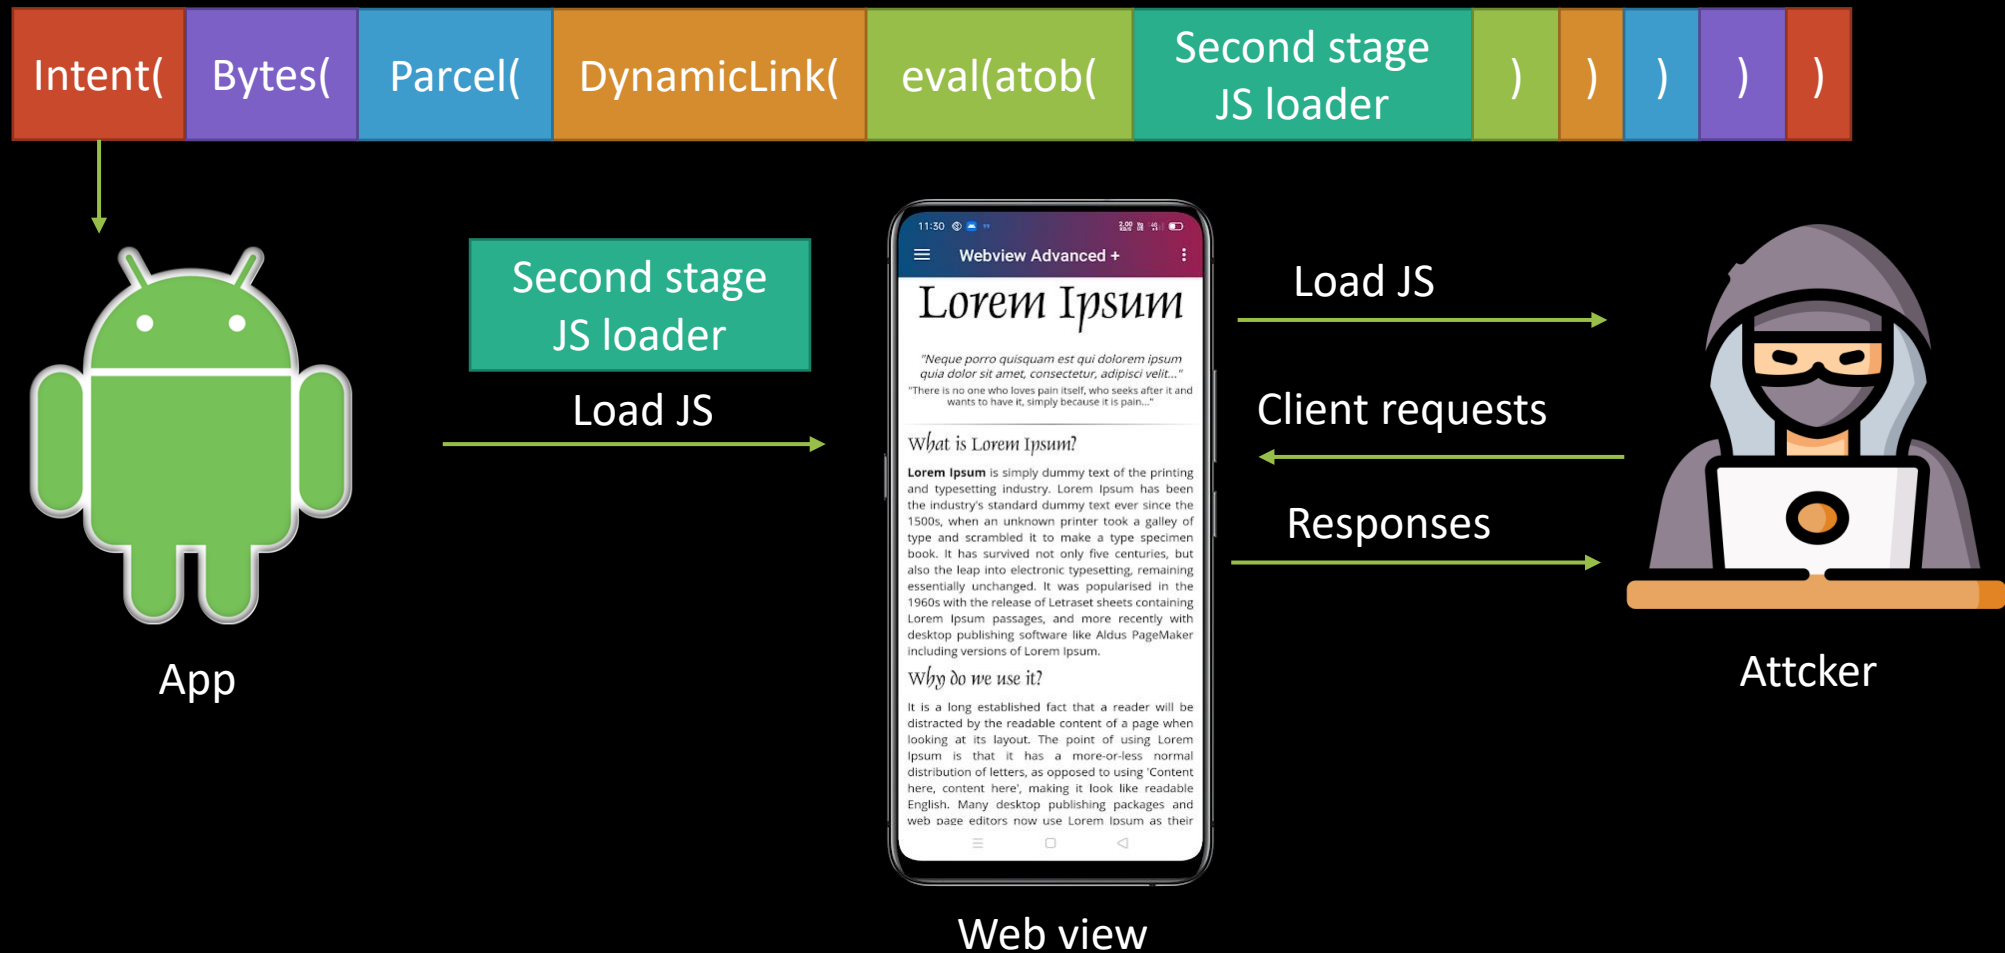 Intent( Bytes( Parcel( DynamicLink( eval(atob( Second stage JS loader ) ) ) ) )
Second stage
JS loader
Load JS
App
11:30
Webview Advanced +
Lorem Ipsum
"Neque porro quisquam est qui dolorem ipsum
quia dolor sit amet, consectetur, adipisci velit..."
"There is no one who loves pain itself, who seeks after it and
wants to have it, simply because it is pain..."
What is Lorem Ipsum?
Lorem Ipsum is simply dummy text of the printing
and typesetting industry. Lorem Ipsum has been
the industry's standard dummy text ever since the
1500s, when an unknown printer took a galley of
type and scrambled it to make a type specimen
book. It has survived not only five centuries, but
also the leap into electronic typesetting, remaining
essentially unchanged. It was popularised in the
1960s with the release of Letraset sheets containing
Lorem Ipsum passages, and more recently with
desktop publishing software like Aldus PageMaker
including versions of Lorem Ipsum.
Why do we use it?
It is a long established fact that a reader will be
distracted by the readable content of a page when
looking at its layout. The point of using Lorem
Ipsum is that it has a more-or-less normal
distribution of letters, as opposed to using 'Content
here, content here', making it look like readable
English. Many desktop publishing packages and
web page editors now use Lorem Ipsum as their
Web view
Load JS
Client requests
Responses
Attcker